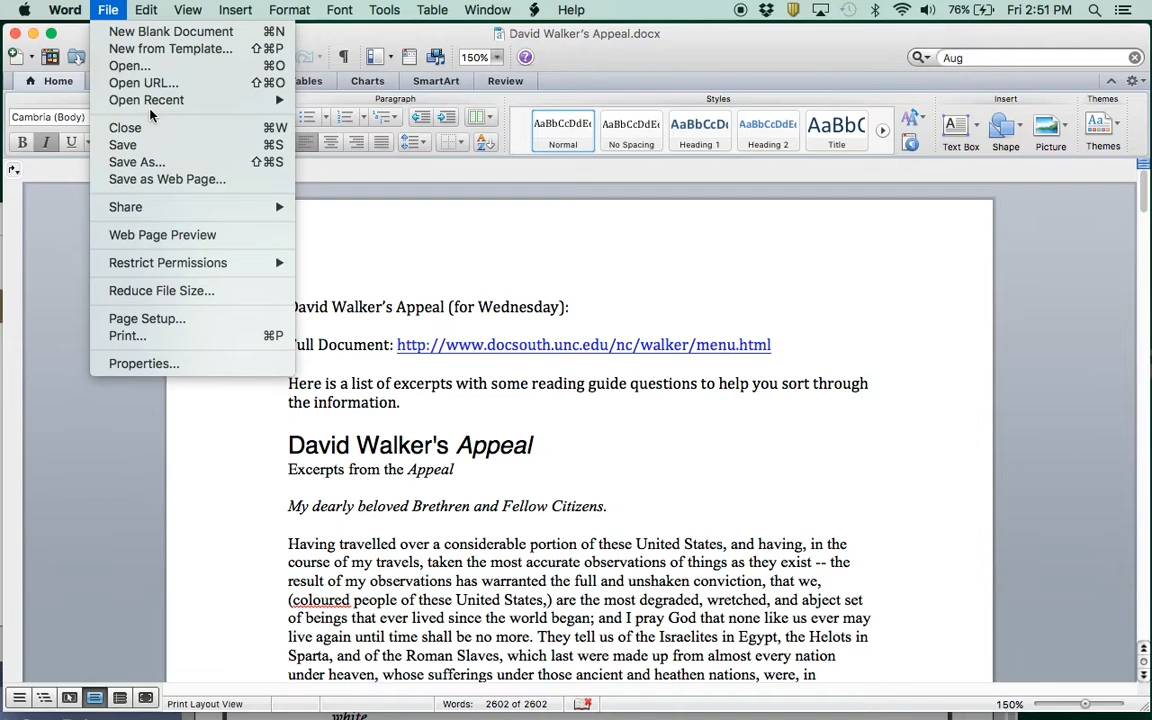 Word File Edit View Insert Format Font Tools Table Window Help 76% Fri 2:51 PM
New Blank Document ⌘N
New from Template... ⇧⌘P
Open... ⌘O
Open URL... ⇧⌘O
Open Recent
Close ⌘W
Save ⌘S
Save As... ⇧⌘S
Save as Web Page...
Share
Web Page Preview
Restrict Permissions
Reduce File Size...
Page Setup...
Print... ⌘P
Properties...
David Walker's Appeal.docx
150%
Aug
Home
Charts SmartArt Review
Cambria (Body)
B I U
Paragraph Styles Insert Themes
AaBbCcDdE AaBbCcDdE AaBbCcDı AaBbCcDdE AaBbC
Normal No Spacing Heading 1 Heading 2 Title
Text Box Shape Picture Themes
David Walker's Appeal (for Wednesday):
Full Document: http://www.docsouth.unc.edu/nc/walker/menu.html
Here is a list of excerpts with some reading guide questions to help you sort through
the information.
David Walker's Appeal
Excerpts from the Appeal
My dearly beloved Brethren and Fellow Citizens.
Having travelled over a considerable portion of these United States, and having, in the
course of my travels, taken the most accurate observations of things as they exist -- the
result of my observations has warranted the full and unshaken conviction, that we,
(coloured people of these United States,) are the most degraded, wretched, and abject set
of beings that ever lived since the world began; and I pray God that none like us ever may
live again until time shall be no more. They tell us of the Israelites in Egypt, the Helots in
Sparta, and of the Roman Slaves, which last were made up from almost every nation
under heaven, whose sufferings under those ancient and heathen nations, were, in
Print Layout View Words: 2602 of 2602 150%
white